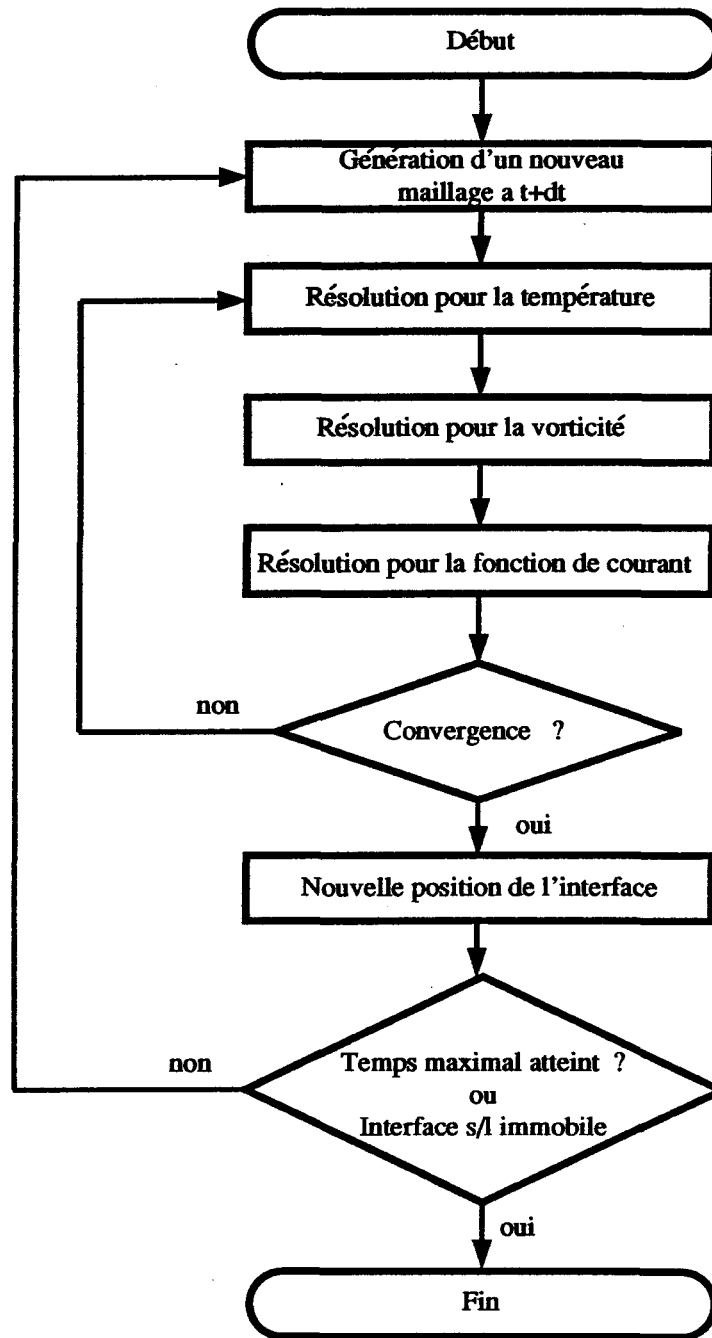 Début
Génération d'un nouveau
maillage a t+dt
Résolution pour la température
Résolution pour la vorticité
Résolution pour la fonction de courant
non
Convergence ?
oui
Nouvelle position de l'interface
non
Temps maximal atteint ?
ou
Interface s/l immobile
oui
Fin